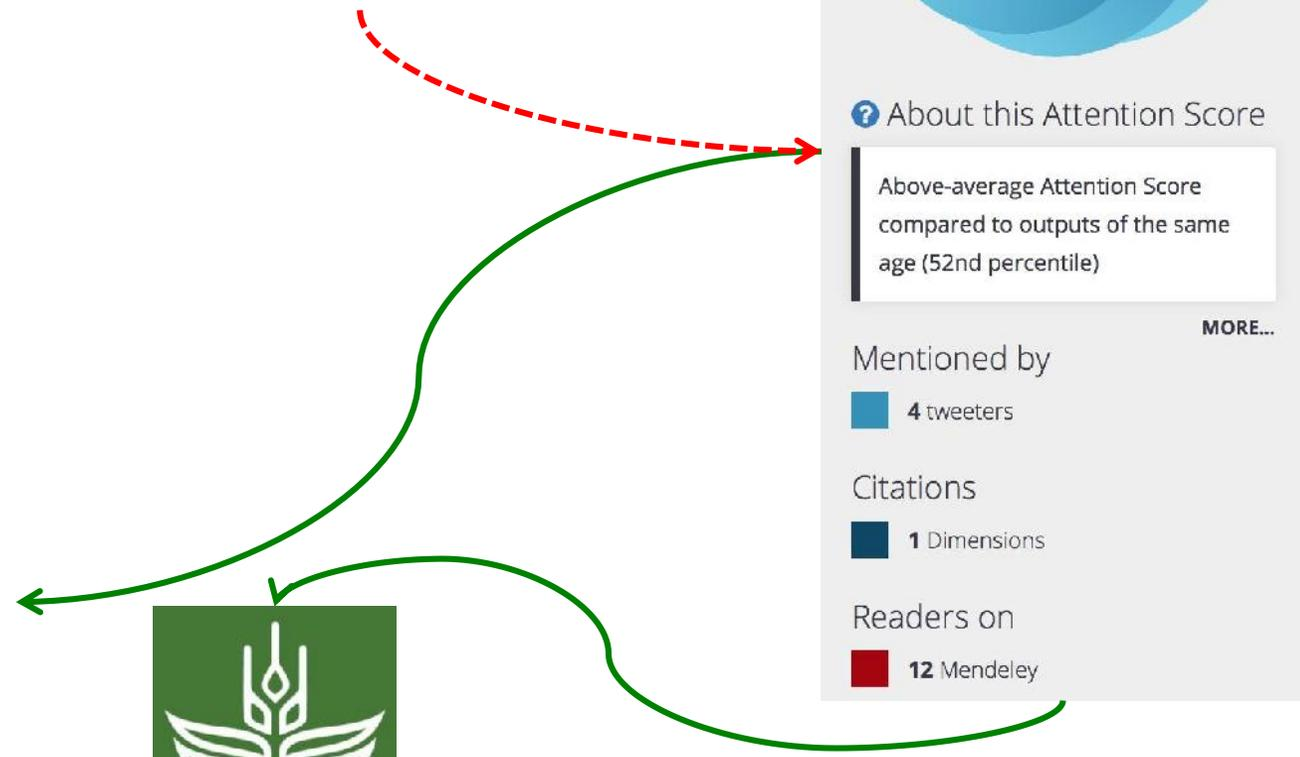 ? About this Attention Score
Above-average Attention Score
compared to outputs of the same
age (52nd percentile)
MORE...
Mentioned by
4 tweeters
Citations
1 Dimensions
Readers on
12 Mendeley